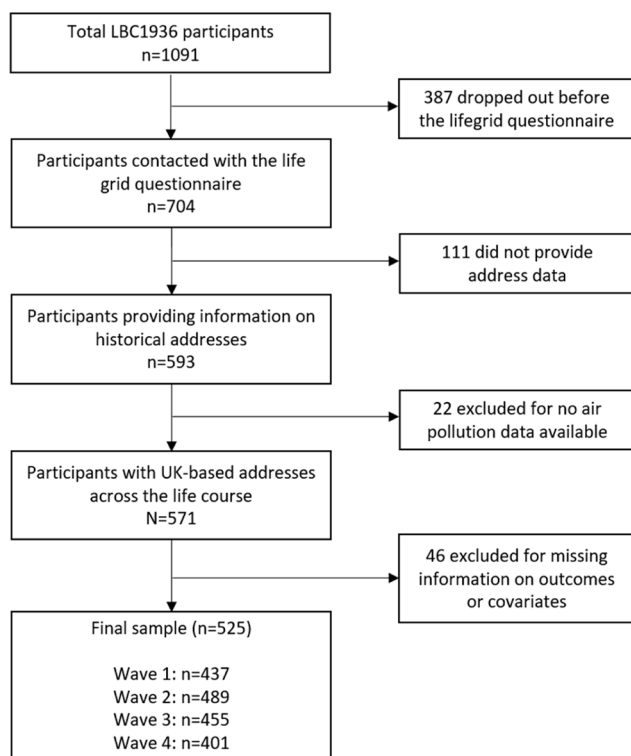 Total LBC1936 participants
n=1091
387 dropped out before
the lifegrid questionnaire
Participants contacted with the life
grid questionnaire
n=704
111 did not provide
address data
Participants providing information on
historical addresses
n=593
22 excluded for no air
pollution data available
Participants with UK-based addresses
across the life course
N=571
46 excluded for missing
information on outcomes
or covariates
Final sample (n=525)
Wave 1: n=437
Wave 2: n=489
Wave 3: n=455
Wave 4: n=401